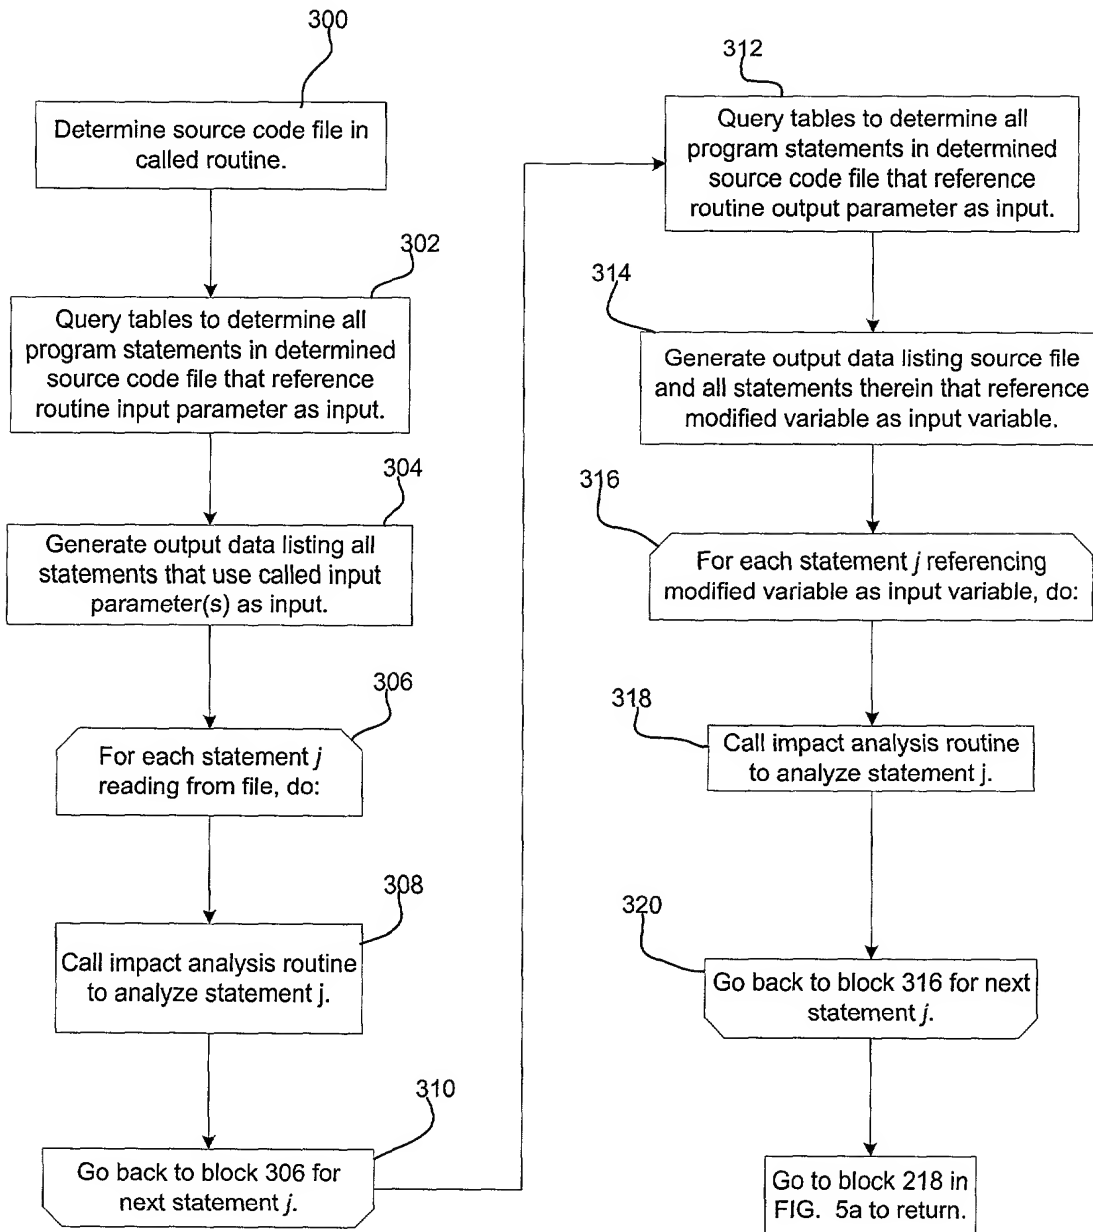 300
Determine source code file in
called routine.
302
Query tables to determine all
program statements in determined
source code file that reference
routine input parameter as input.
304
Generate output data listing all
statements that use called input
parameter(s) as input.
306
For each statement j
reading from file, do:
308
Call impact analysis routine
to analyze statement j.
310
Go back to block 306 for
next statement j.
312
Query tables to determine all
program statements in determined
source code file that reference
routine output parameter as input.
314
Generate output data listing source file
and all statements therein that reference
modified variable as input variable.
316
For each statement j referencing
modified variable as input variable, do:
318
Call impact analysis routine
to analyze statement j.
320
Go back to block 316 for next
statement j.
Go to block 218 in
FIG. 5a to return.